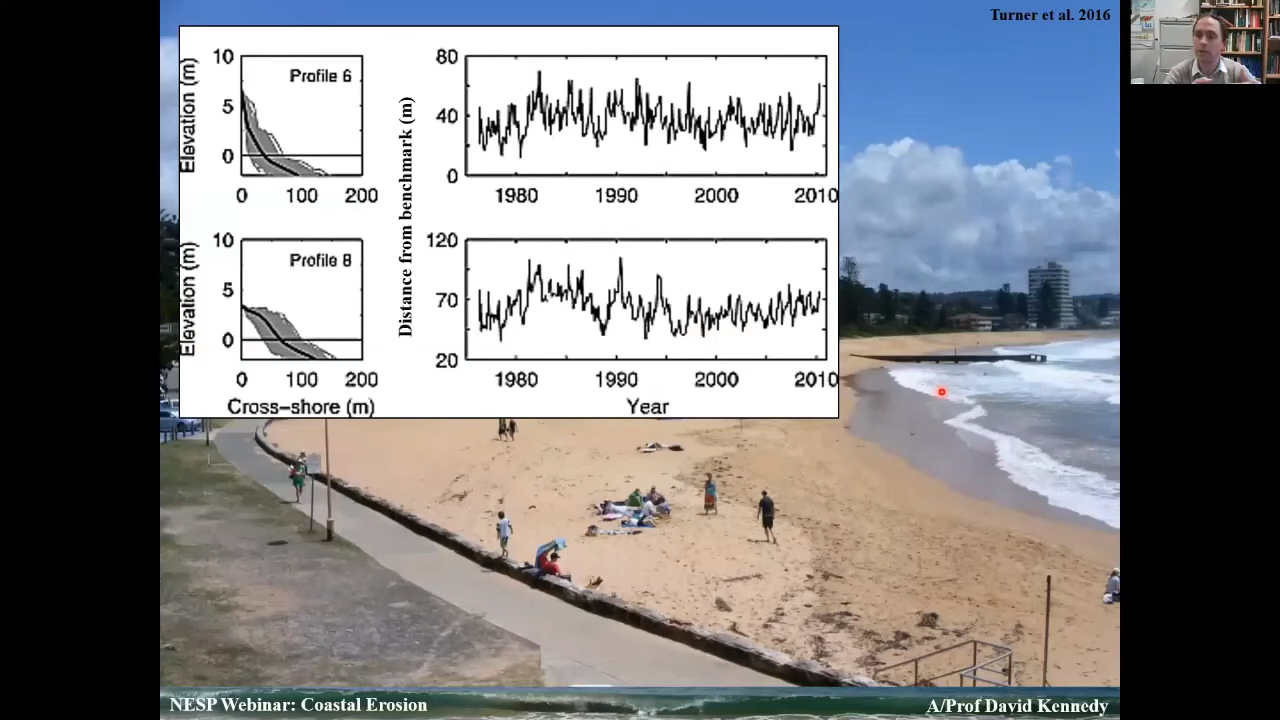 Turner et al. 2016
10
Profile 6
5
0
Elevation (m)
0 100 200
80
40
0
1980 1990 2000 2010
Distance from benchmark (m)
10
Profile 8
5
0
Elevation (m)
0 100 200
Cross-shore (m)
120
70
20
1980 1990 2000 2010
Year
NESP Webinar: Coastal Erosion
A/Prof David Kennedy